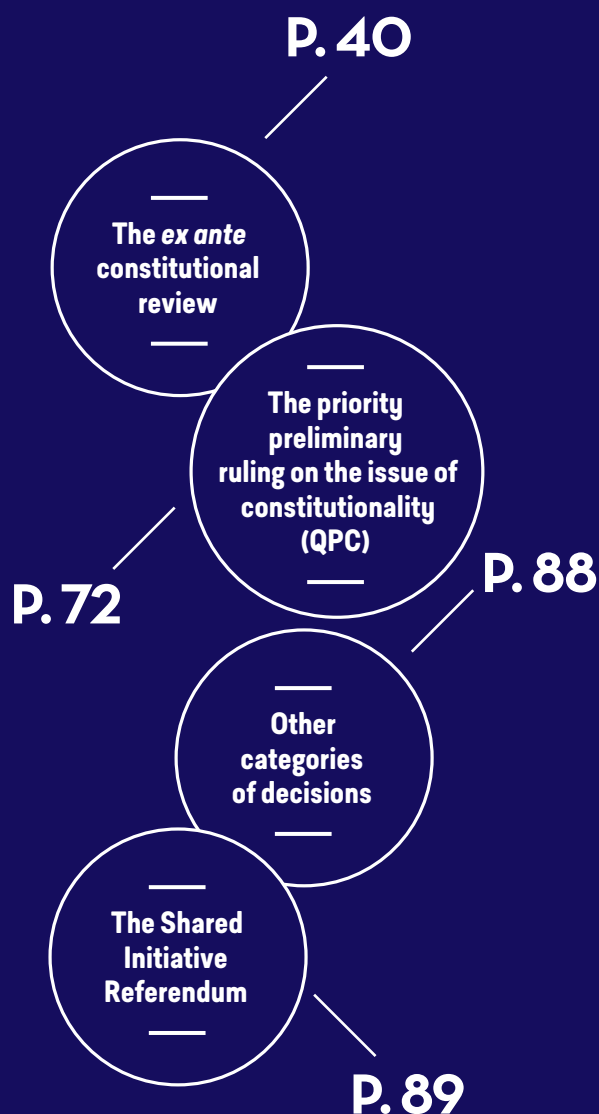 P. 40
The ex ante
constitutional
review
The priority
preliminary
ruling on the issue of
constitutionality
(QPC)
P. 72
P. 88
Other
categories
of decisions
The Shared
Initiative
Referendum
P. 89